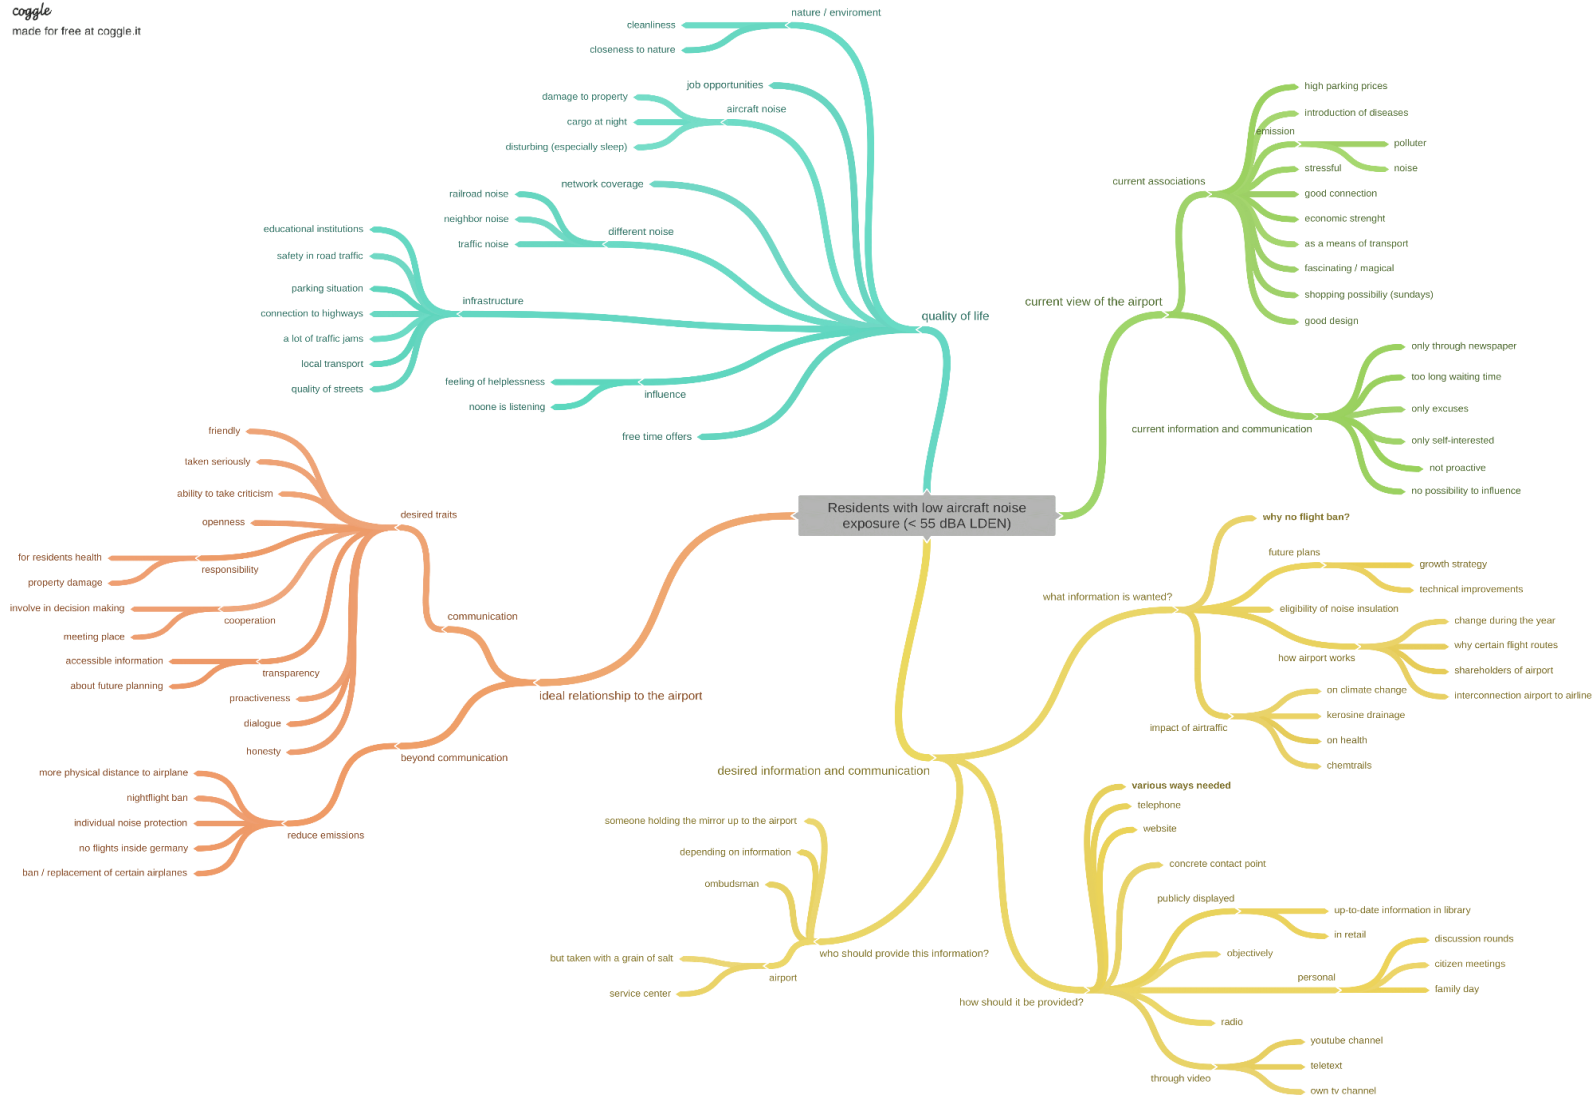 coggle
made for free at coggle.it
nature / enviroment
cleanliness
closeness to nature
job opportunities
aircraft noise
damage to property
cargo at night
disturbing (especially sleep)
network coverage
different noise
railroad noise
neighbor noise
traffic noise
infrastructure
educational institutions
safety in road traffic
parking situation
connection to highways
a lot of traffic jams
local transport
quality of streets
quality of life
influence
feeling of helplessness
noone is listening
free time offers
current view of the airport
current associations
high parking prices
introduction of diseases
emission
polluter
noise
stressful
good connection
economic strenght
as a means of transport
fascinating / magical
shopping possibiliy (sundays)
good design
current information and communication
only through newspaper
too long waiting time
only excuses
only self-interested
not proactive
no possibility to influence
Residents with low aircraft noise
exposure (< 55 dBA LDEN)
ideal relationship to the airport
communication
desired traits
friendly
taken seriously
ability to take criticism
openness
responsibility
for residents health
property damage
cooperation
involve in decision making
meeting place
transparency
accessible information
about future planning
proactiveness
dialogue
honesty
beyond communication
reduce emissions
more physical distance to airplane
nightflight ban
individual noise protection
no flights inside germany
ban / replacement of certain airplanes
desired information and communication
what information is wanted?
why no flight ban?
future plans
growth strategy
technical improvements
eligibility of noise insulation
how airport works
change during the year
why certain flight routes
shareholders of airport
interconnection airport to airline
impact of airtraffic
on climate change
kerosine drainage
on health
chemtrails
who should provide this information?
someone holding the mirror up to the airport
depending on information
ombudsman
airport
but taken with a grain of salt
service center
how should it be provided?
various ways needed
telephone
website
concrete contact point
publicly displayed
up-to-date information in library
in retail
objectively
personal
discussion rounds
citizen meetings
family day
radio
through video
youtube channel
teletext
own tv channel